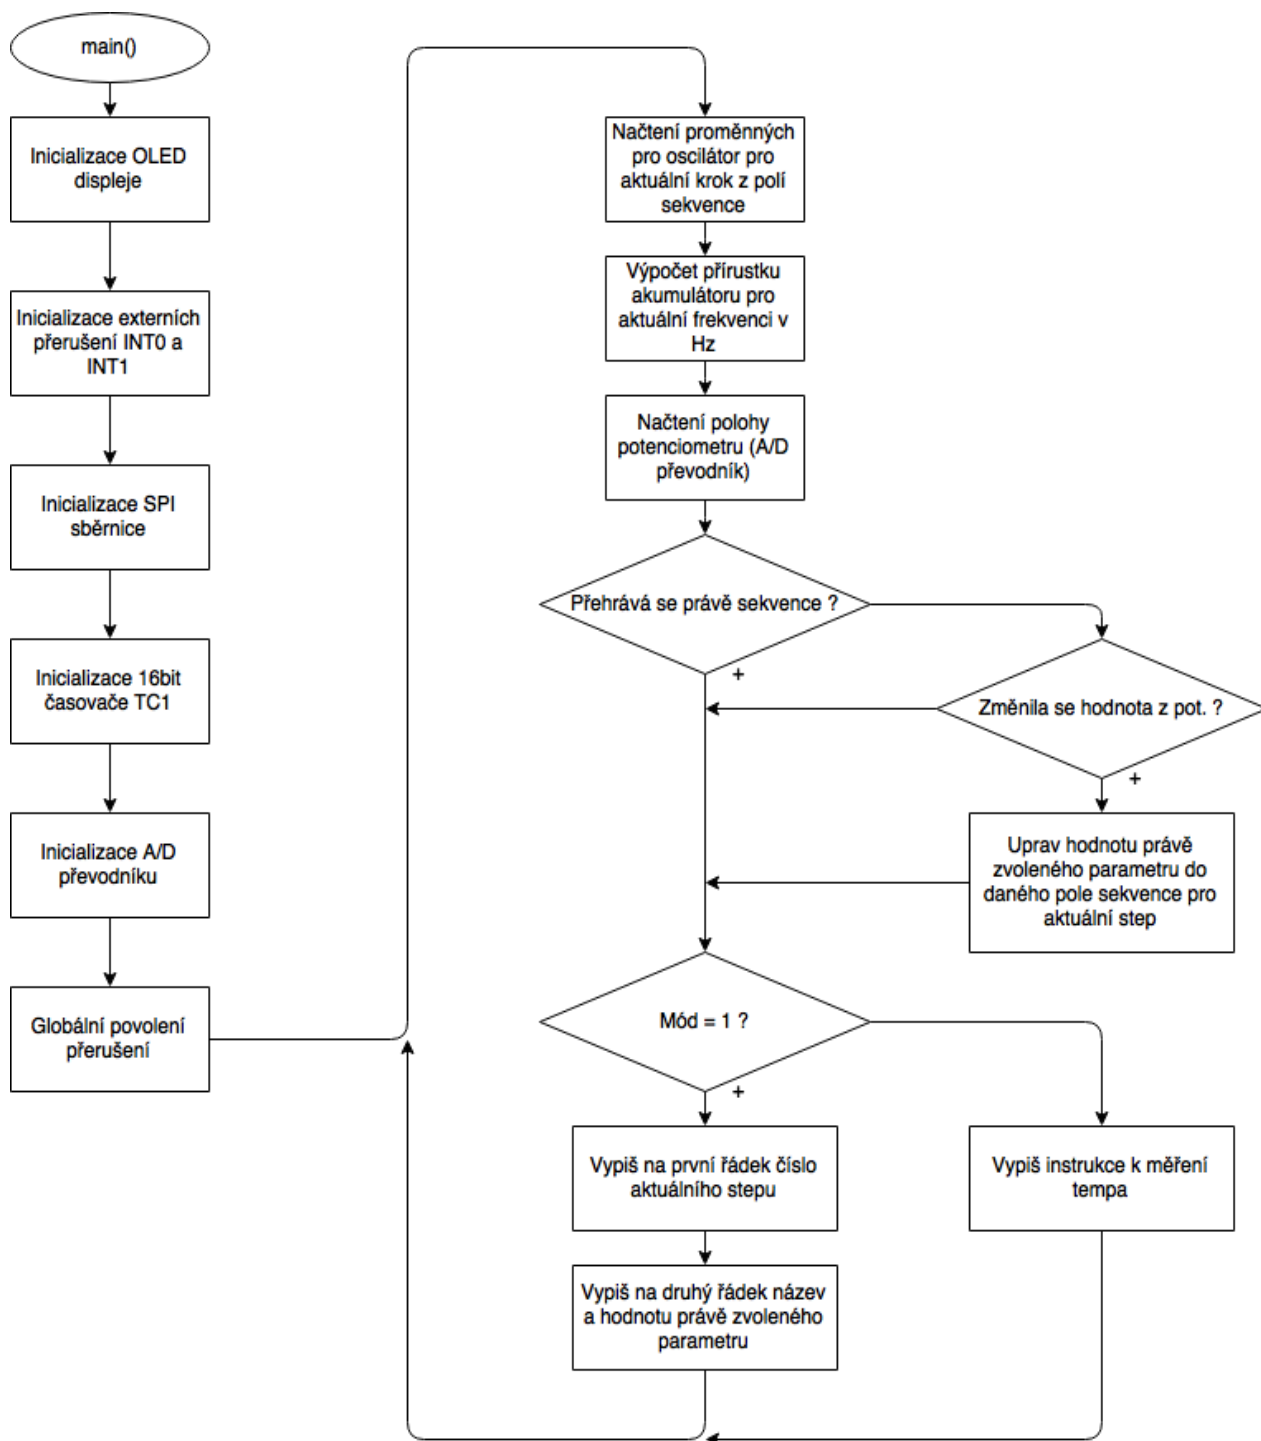 main()
Inicializace OLED
displeje
Inicializace externích
přerušení INT0 a
INT1
Inicializace SPI
sběrnice
Inicializace 16bit
časovače TC1
Inicializace A/D
převodníku
Globální povolení
přerušení
Načtení proměnných
pro oscilátor pro
aktuální krok z polí
sekvence
Výpočet přírustku
akumulátoru pro
aktuální frekvenci v
Hz
Načtení polohy
potenciometru (A/D
převodník)
Přehrává se právě sekvence ?
+
Změnila se hodnota z pot. ?
+
Uprav hodnotu právě
zvoleného parametru do
daného pole sekvence pro
aktuální step
Mód = 1 ?
+
Vypiš na první řádek číslo
aktuálního stepu
Vypiš instrukce k měření
tempa
Vypiš na druhý řádek název
a hodnotu právě zvoleného
parametru